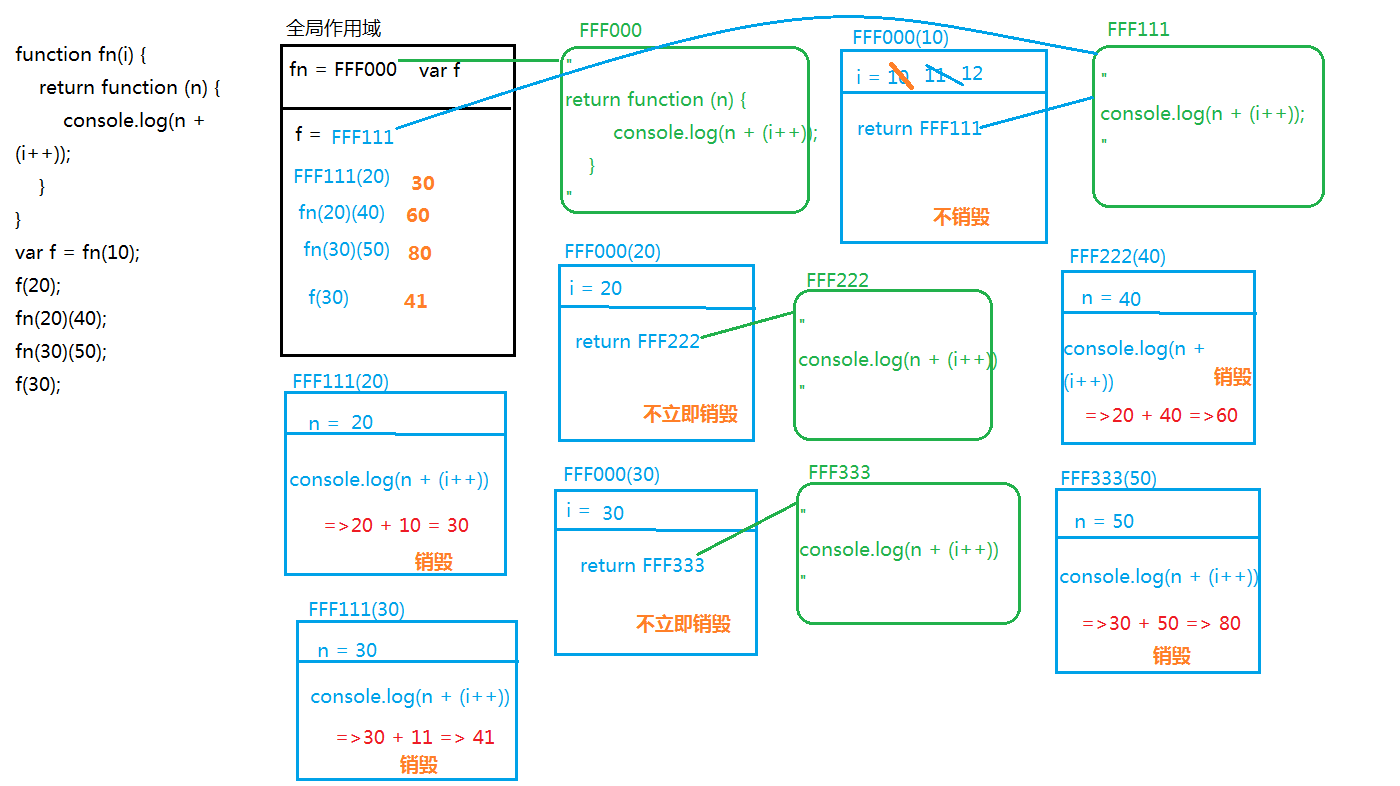 function fn(i) {
return function (n) {
console.log(n +
(i++));
}
}
var f = fn(10);
f(20);
fn(20)(40);
fn(30)(50);
f(30);
全局作用域
fn = FFF000 var f
f = FFF111
FFF111(20) 30
fn(20)(40) 60
fn(30)(50) 80
f(30) 41
FFF000
"
return function (n) {
console.log(n + (i++));
}
"
FFF000(10)
i = 10 11 12
return FFF111
不销毁
FFF111
"
console.log(n + (i++));
"
FFF000(20)
i = 20
return FFF222
不立即销毁
FFF222
"
console.log(n + (i++))
"
FFF222(40)
n = 40
console.log(n +
(i++))
销毁
=>20 + 40 =>60
FFF111(20)
n = 20
console.log(n + (i++))
=>20 + 10 = 30
销毁
FFF000(30)
i = 30
return FFF333
不立即销毁
FFF333
"
console.log(n + (i++))
"
FFF333(50)
n = 50
console.log(n + (i++))
=>30 + 50 => 80
销毁
FFF111(30)
n = 30
console.log(n + (i++))
=>30 + 11 => 41
销毁